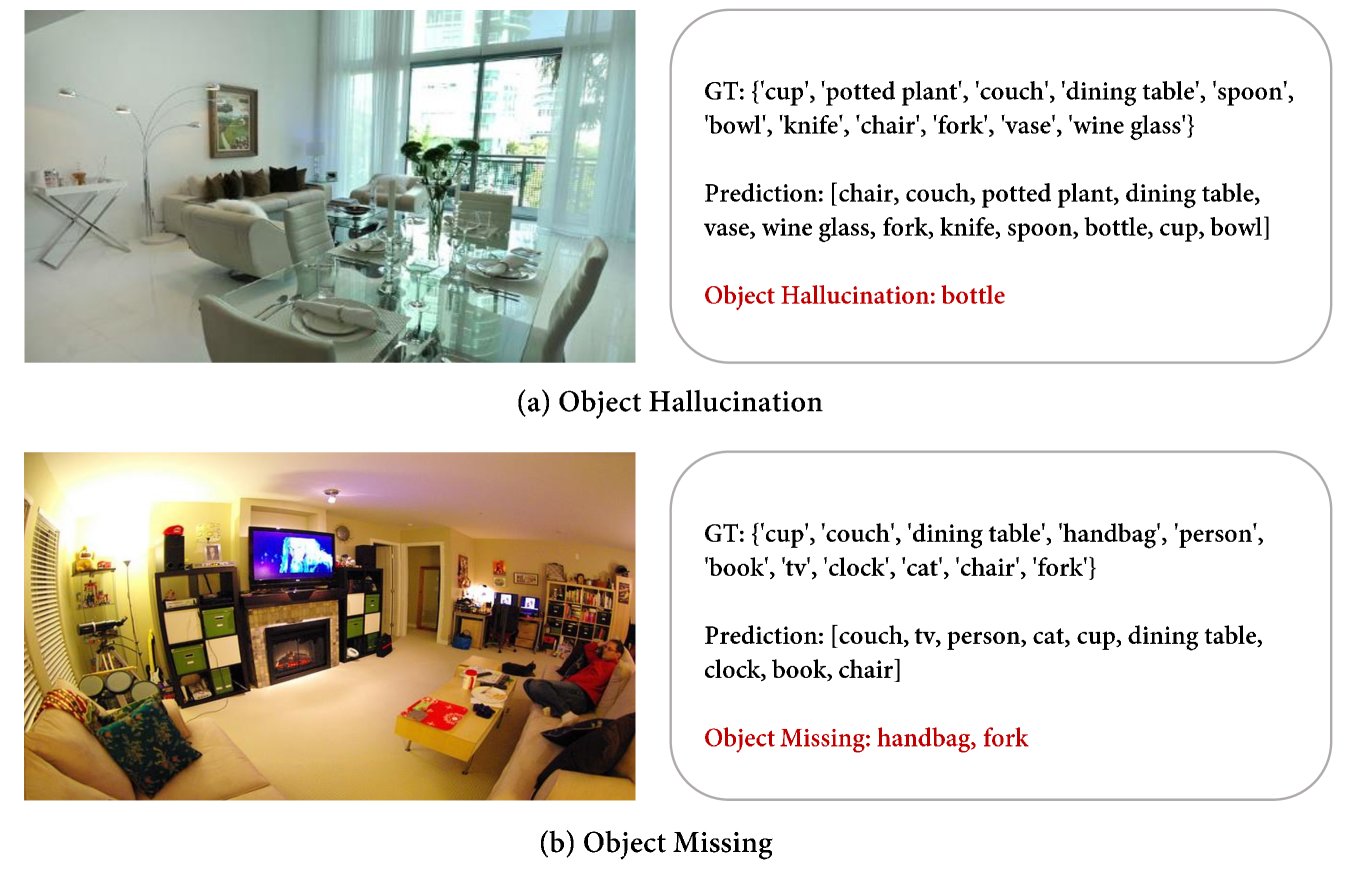 GT: {'cup', 'potted plant', 'couch', 'dining table', 'spoon',
'bowl', 'knife', 'chair', 'fork', 'vase', 'wine glass'}
Prediction: [chair, couch, potted plant, dining table,
vase, wine glass, fork, knife, spoon, bottle, cup, bowl]
Object Hallucination: bottle
(a) Object Hallucination
GT: {'cup', 'couch', 'dining table', 'handbag', 'person',
'book', 'tv', 'clock', 'cat', 'chair', 'fork'}
Prediction: [couch, tv, person, cat, cup, dining table,
clock, book, chair]
Object Missing: handbag, fork
(b) Object Missing